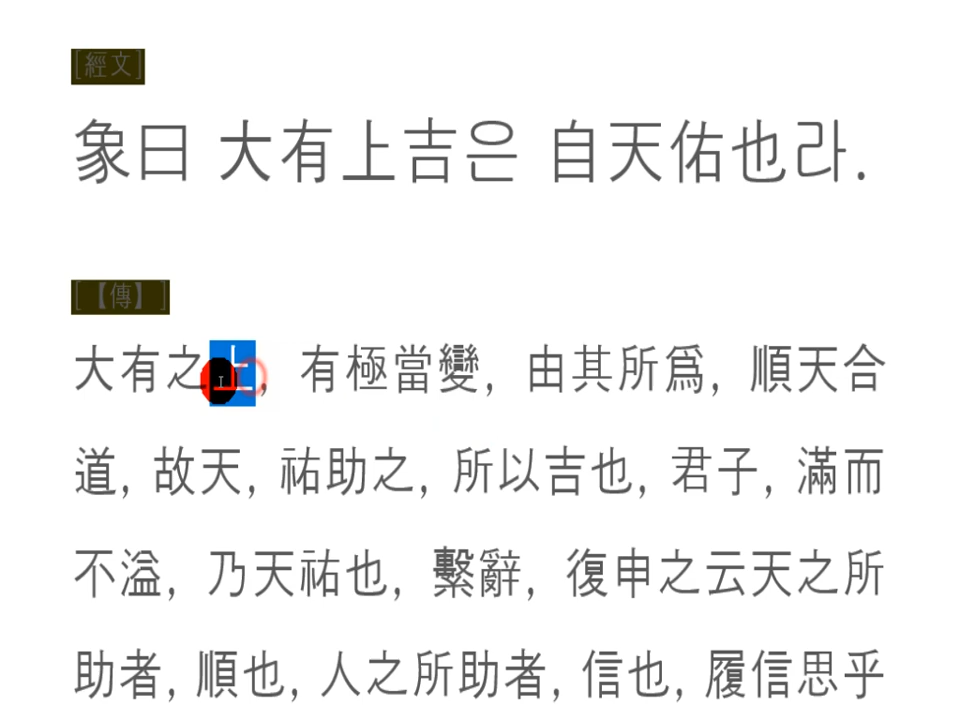 [經文]
象曰 大有上吉은 自天佑也라.
[【傳】]
大有之上, 有極當變, 由其所爲, 順天合
道, 故天, 祐助之, 所以吉也, 君子, 滿而
不溢, 乃天祐也, 繫辭, 復申之云天之所
助者, 順也, 人之所助者, 信也, 履信思乎